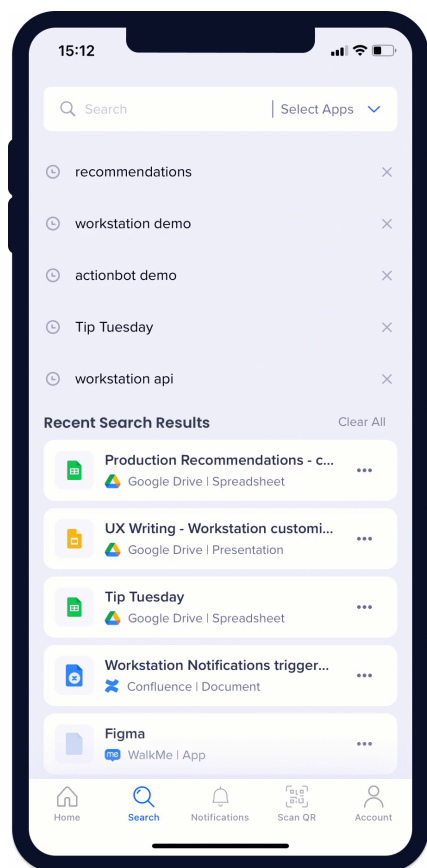 15:12
Search
Select Apps
recommendations
workstation demo
actionbot demo
Tip Tuesday
workstation api
Recent Search Results
Clear All
Production Recommendations - c...
Google Drive | Spreadsheet
UX Writing - Workstation customi...
Google Drive | Presentation
Tip Tuesday
Google Drive | Spreadsheet
Workstation Notifications trigger...
Confluence | Document
Figma
me WalkMe | App
Home Search Notifications Scan QR Account